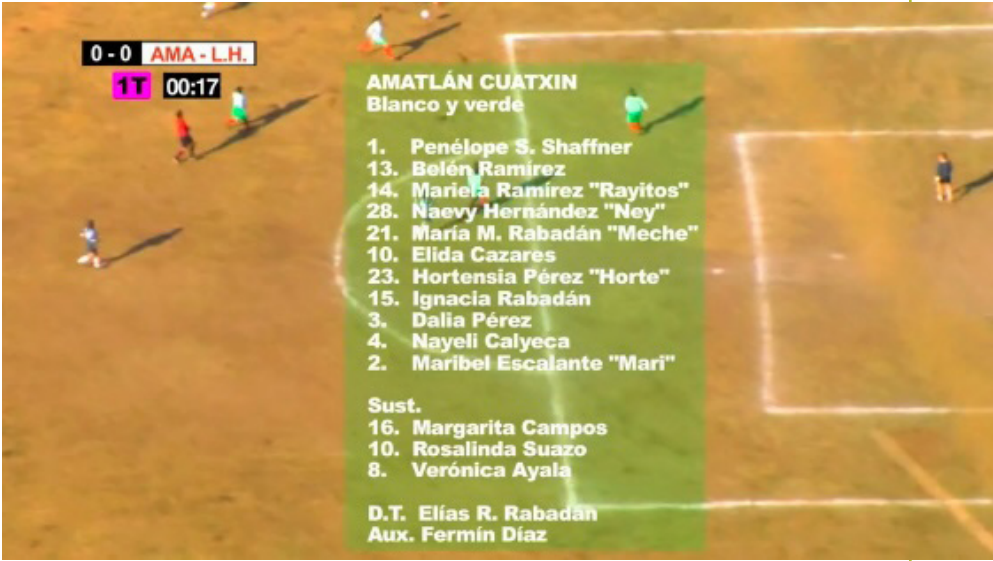 0 - 0 AMA - L.H.
1T 00:17
AMATLÁN CUATXIN
Blanco y verde
1. Penélope S. Shaffner
13. Belén Ramírez
14. Mariela Ramírez "Rayitos"
28. Naevy Hernández "Ney"
21. María M. Rabadán "Meche"
10. Elida Cazares
23. Hortensia Pérez "Horte"
15. Ignacia Rabadán
3. Dalia Pérez
4. Nayeli Calyeca
2. Maribel Escalante "Mari"
Sust.
16. Margarita Campos
10. Rosalinda Suazo
8. Verónica Ayala
D.T. Elías R. Rabadán
Aux. Fermín Díaz